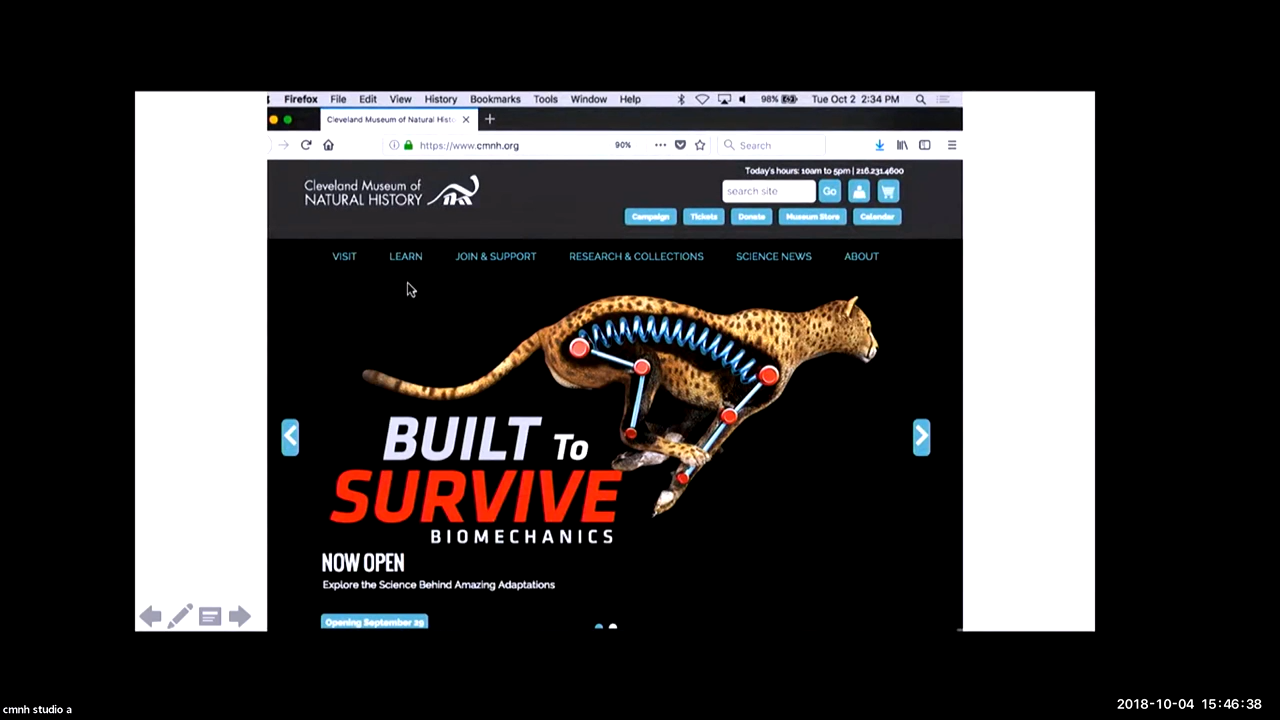 Firefox File Edit View History Bookmarks Tools Window Help 98% Tue Oct 2 2:34 PM
Cleveland Museum of Natural Histo
https://www.cmnh.org 90% Search
Today's hours: 10am to 5pm | 216.231.4600
Cleveland Museum of
NATURAL HISTORY
search site Go
Campaign Tickets Donate Museum Store Calendar
VISIT LEARN JOIN & SUPPORT RESEARCH & COLLECTIONS SCIENCE NEWS ABOUT
BUILT To
SURVIVE
BIOMECHANICS
NOW OPEN
Explore the Science Behind Amazing Adaptations
Opening September 29
cmnh studio a
2018-10-04 15:46:38